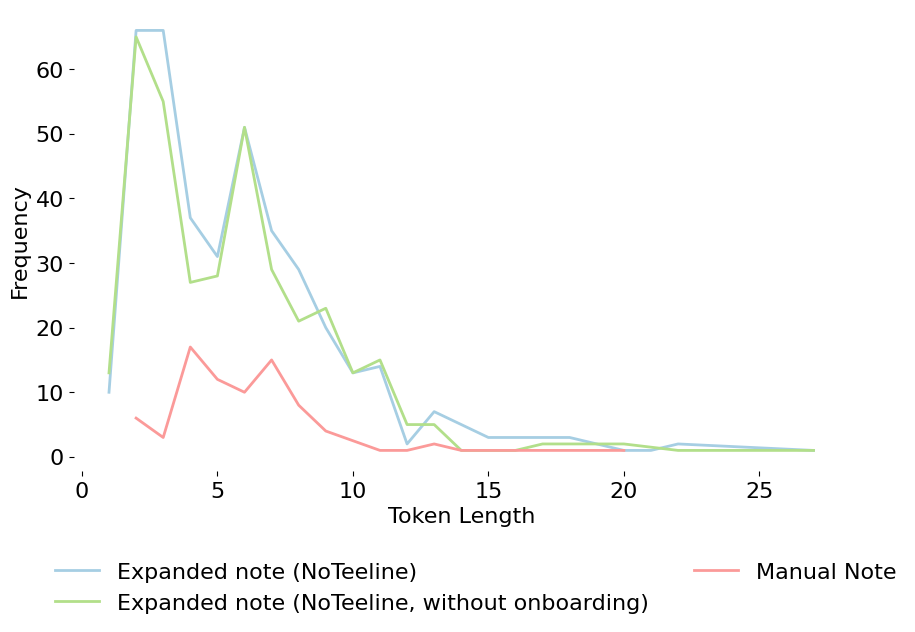 60
50
40
30
20
10
0
Frequency
0 5 10 15 20 25
Token Length
Expanded note (NoTeeline)
Expanded note (NoTeeline, without onboarding)
Manual Note